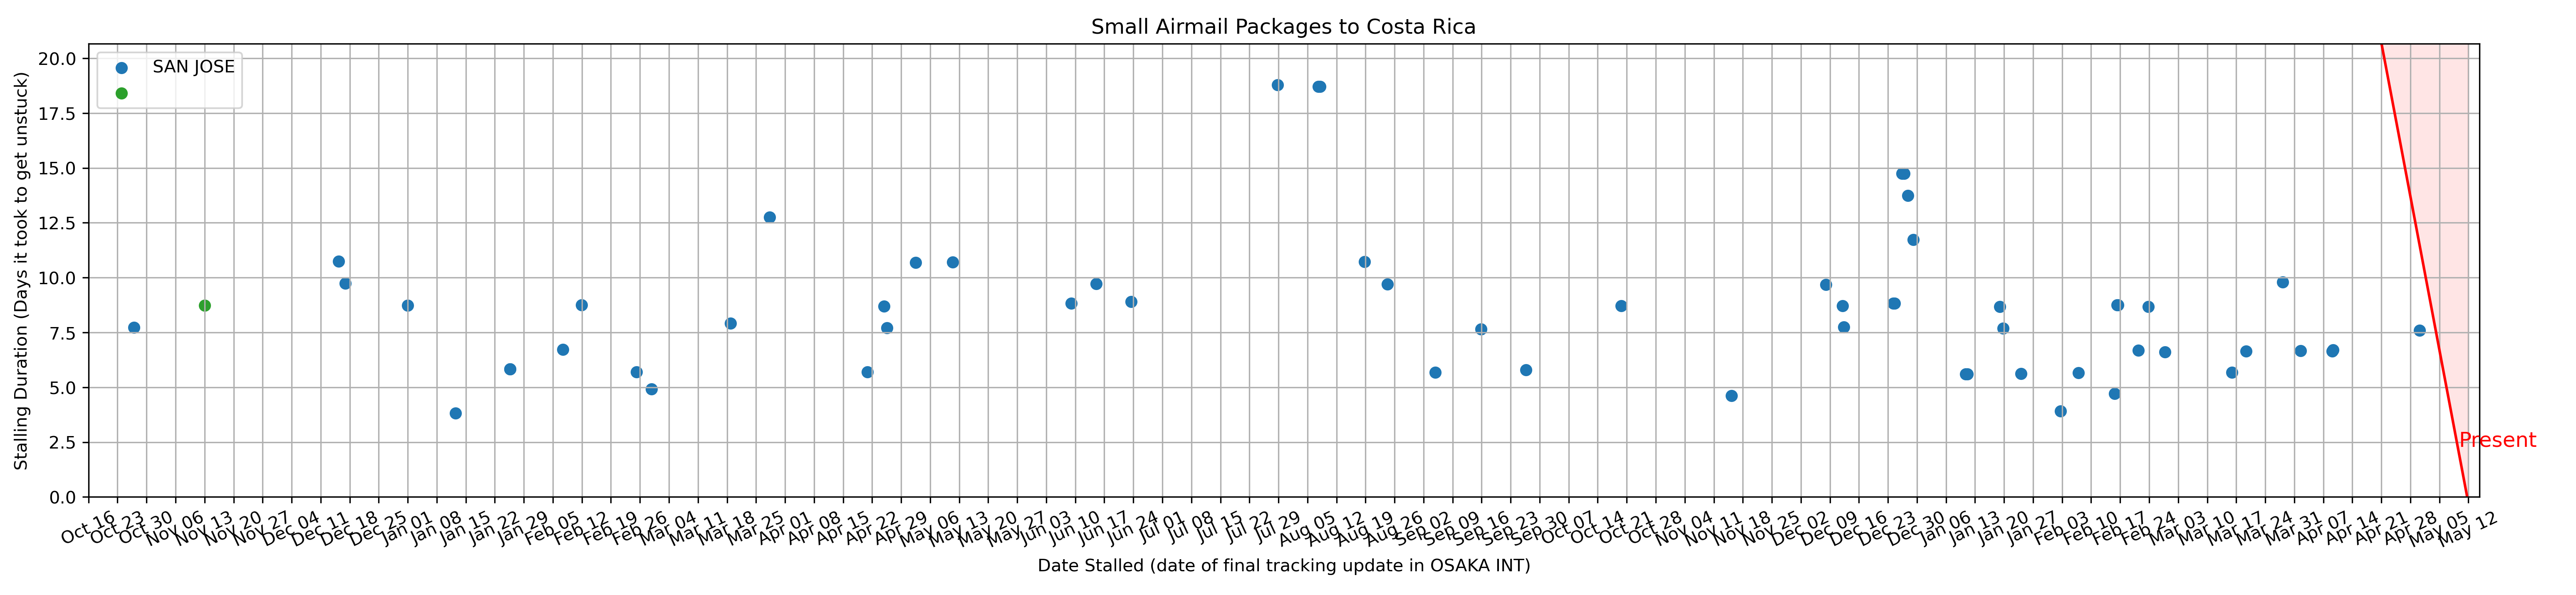 Small Airmail Packages to Costa Rica
Stalling Duration (Days it took to get unstuck)
20.0
17.5
15.0
12.5
10.0
7.5
5.0
2.5
0.0
SAN JOSE
Present
Oct 16
Oct 23
Oct 30
Nov 06
Nov 13
Nov 20
Nov 27
Dec 04
Dec 11
Dec 18
Dec 25
Jan 01
Jan 08
Jan 15
Jan 22
Jan 29
Feb 05
Feb 12
Feb 19
Feb 26
Mar 04
Mar 11
Mar 18
Mar 25
Apr 01
Apr 08
Apr 15
Apr 22
Apr 29
May 06
May 13
May 20
May 27
Jun 03
Jun 10
Jun 17
Jun 24
Jul 01
Jul 08
Jul 15
Jul 22
Jul 29
Aug 05
Aug 12
Aug 19
Aug 26
Sep 02
Sep 09
Sep 16
Sep 23
Sep 30
Oct 07
Oct 14
Oct 21
Oct 28
Nov 04
Nov 11
Nov 18
Nov 25
Dec 02
Dec 09
Dec 16
Dec 23
Dec 30
Jan 06
Jan 13
Jan 20
Jan 27
Feb 03
Feb 10
Feb 17
Feb 24
Mar 03
Mar 10
Mar 17
Mar 24
Mar 31
Apr 07
Apr 14
Apr 21
Apr 28
May 05
May 12
Date Stalled (date of final tracking update in OSAKA INT)